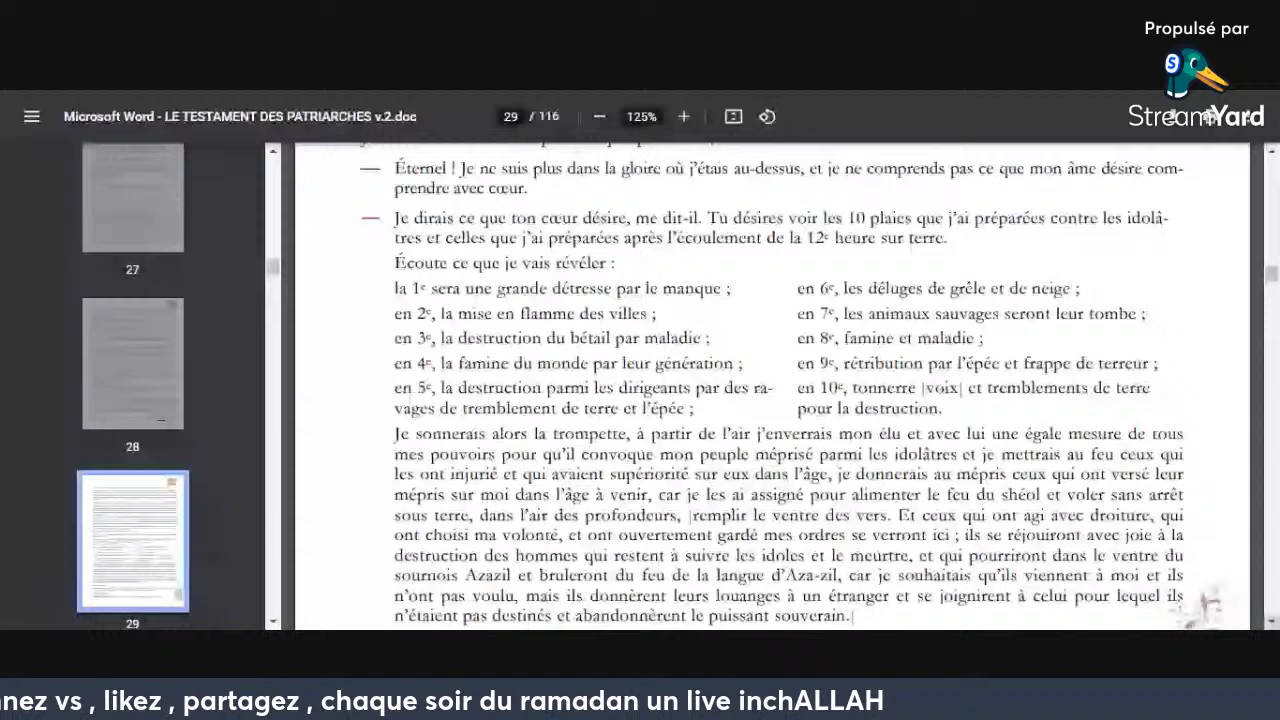 Propulsé par
StreamYard
Microsoft Word - LE TESTAMENT DES PATRIARCHES v.2.doc
29 / 116
125%
— Éternel ! Je ne suis plus dans la gloire où j'étais au-dessus, et je ne comprends pas ce que mon âme désire com-
prendre avec cœur.
— Je dirais ce que ton cœur désire, me dit-il. Tu désires voir les 10 plaies que j'ai préparées contre les idolâ-
tres et celles que j'ai préparées après l'écoulement de la 12e heure sur terre.
Écoute ce que je vais révéler :
la 1e sera une grande détresse par le manque ;
en 2e, la mise en flamme des villes ;
en 3e, la destruction du bétail par maladie ;
en 4e, la famine du monde par leur génération ;
en 5e, la destruction parmi les dirigeants par des ra-
vages de tremblement de terre et l'épée ;
en 6e, les déluges de grêle et de neige ;
en 7e, les animaux sauvages seront leur tombe ;
en 8e, famine et maladie ;
en 9e, rétribution par l'épée et frappe de terreur ;
en 10e, tonnerre |voix| et tremblements de terre
pour la destruction.
Je sonnerais alors la trompette, à partir de l'air j'enverrais mon élu et avec lui une égale mesure de tous
mes pouvoirs pour qu'il convoque mon peuple méprisé parmi les idolâtres et je mettrais au feu ceux qui
les ont injurié et qui avaient supériorité sur eux dans l'âge, je donnerais au mépris ceux qui ont versé leur
mépris sur moi dans l'âge à venir, car je les ai assigné pour alimenter le feu du shéol et voler sans arrêt
sous terre, dans l'air des profondeurs, |remplir le ventre des vers. Et ceux qui ont agi avec droiture, qui
ont choisi ma volonté, et ont ouvertement gardé mes ordres se verront ici ; ils se réjouiront avec joie à la
destruction des hommes qui restent à suivre les idoles et le meurtre, et qui pourriront dans le ventre du
sournois Azazil et bruleront du feu de la langue d'Aza-zil, car je souhaitais qu'ils viennent à moi et ils
n'ont pas voulu, mais ils donnèrent leurs louanges à un étranger et se joignirent à celui pour lequel ils
n'étaient pas destinés et abandonnèrent le puissant souverain.|
27
28
29
nnez vs , likez , partagez , chaque soir du ramadan un live inchALLAH